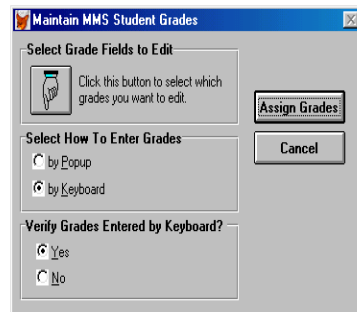 Maintain MMS Student Grades
Select Grade Fields to Edit
Click this button to select which
grades you want to edit.
Assign Grades
Cancel
Select How To Enter Grades
by Popup
by Keyboard
Verify Grades Entered by Keyboard?
Yes
No